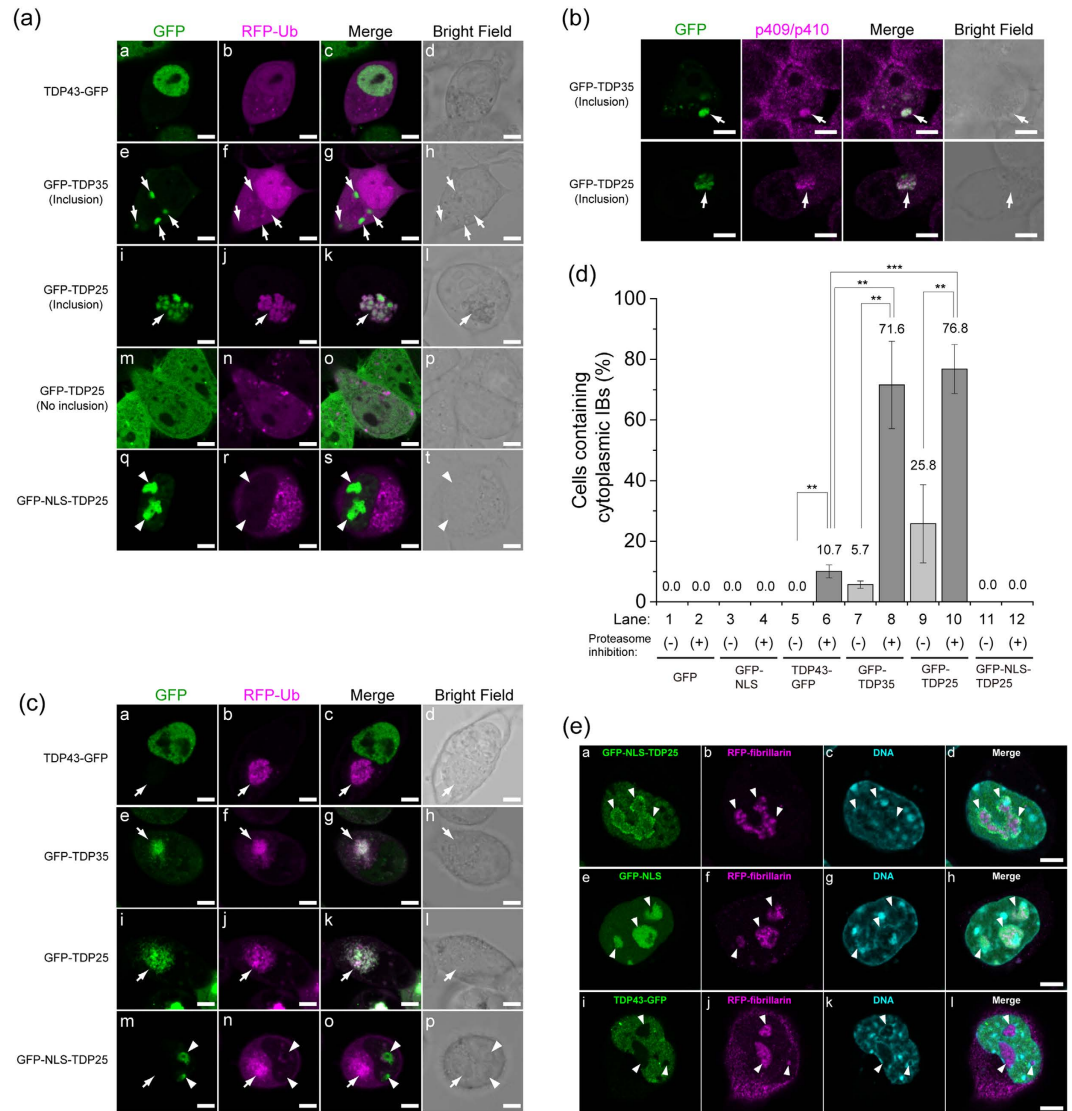 (a)
GFP RFP-Ub Merge Bright Field
a b c d
TDP43-GFP
e f g h
GFP-TDP35
(Inclusion)
i j k l
GFP-TDP25
(Inclusion)
m n o p
GFP-TDP25
(No inclusion)
q r s t
GFP-NLS-TDP25
(b)
GFP p409/p410 Merge Bright Field
GFP-TDP35
(Inclusion)
GFP-TDP25
(Inclusion)
(d)
Cells containing
cytoplasmic IBs (%)
100
80
60
40
20
0
***
**
**
**
**
0.0 0.0 0.0 0.0 0.0 10.7 5.7 71.6 25.8 76.8 0.0 0.0
Lane: 1 2 3 4 5 6 7 8 9 10 11 12
Proteasome
inhibition: (-) (+) (-) (+) (-) (+) (-) (+) (-) (+) (-) (+)
GFP
GFP-
NLS
TDP43-
GFP
GFP-
TDP35
GFP-
TDP25
GFP-NLS-
TDP25
(c)
GFP RFP-Ub Merge Bright Field
a b c d
TDP43-GFP
e f g h
GFP-TDP35
i j k l
GFP-TDP25
m n o p
GFP-NLS-TDP25
(e)
a GFP-NLS-TDP25 b RFP-fibrillarin c DNA d Merge
e GFP-NLS f RFP-fibrillarin g DNA h Merge
i TDP43-GFP j RFP-fibrillarin k DNA l Merge